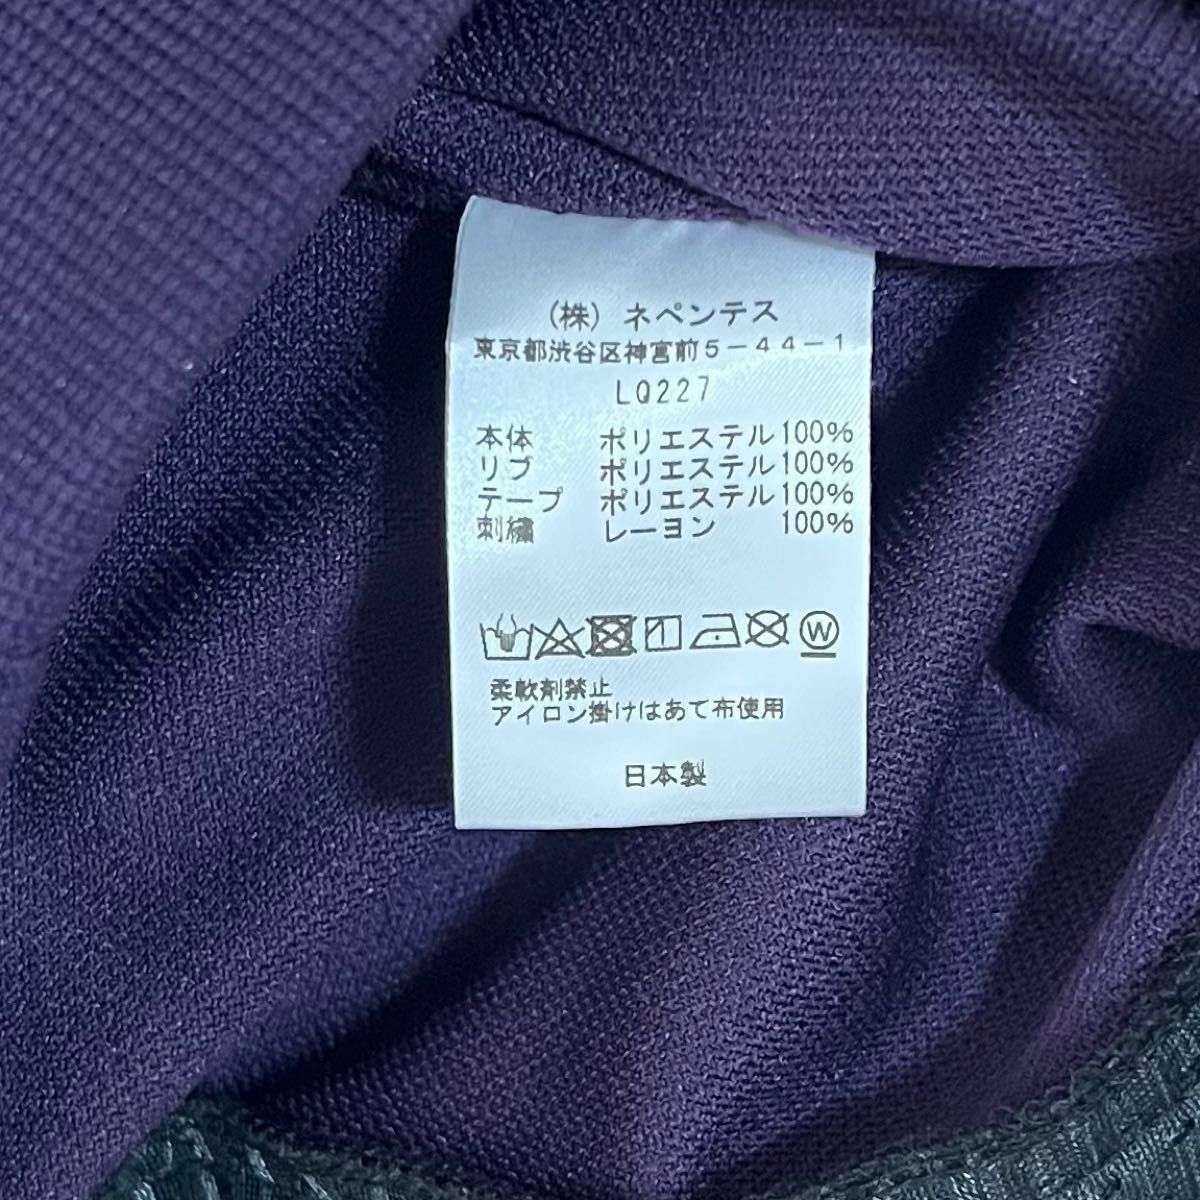 (株) ネペンテス
東京都渋谷区神宮前5-44-1
LQ227
本体 ポリエステル100%
リブ ポリエステル100%
テープ ポリエステル100%
刺繍 レーヨン 100%
W
柔軟剤禁止
アイロン掛けはあて布使用
日本製